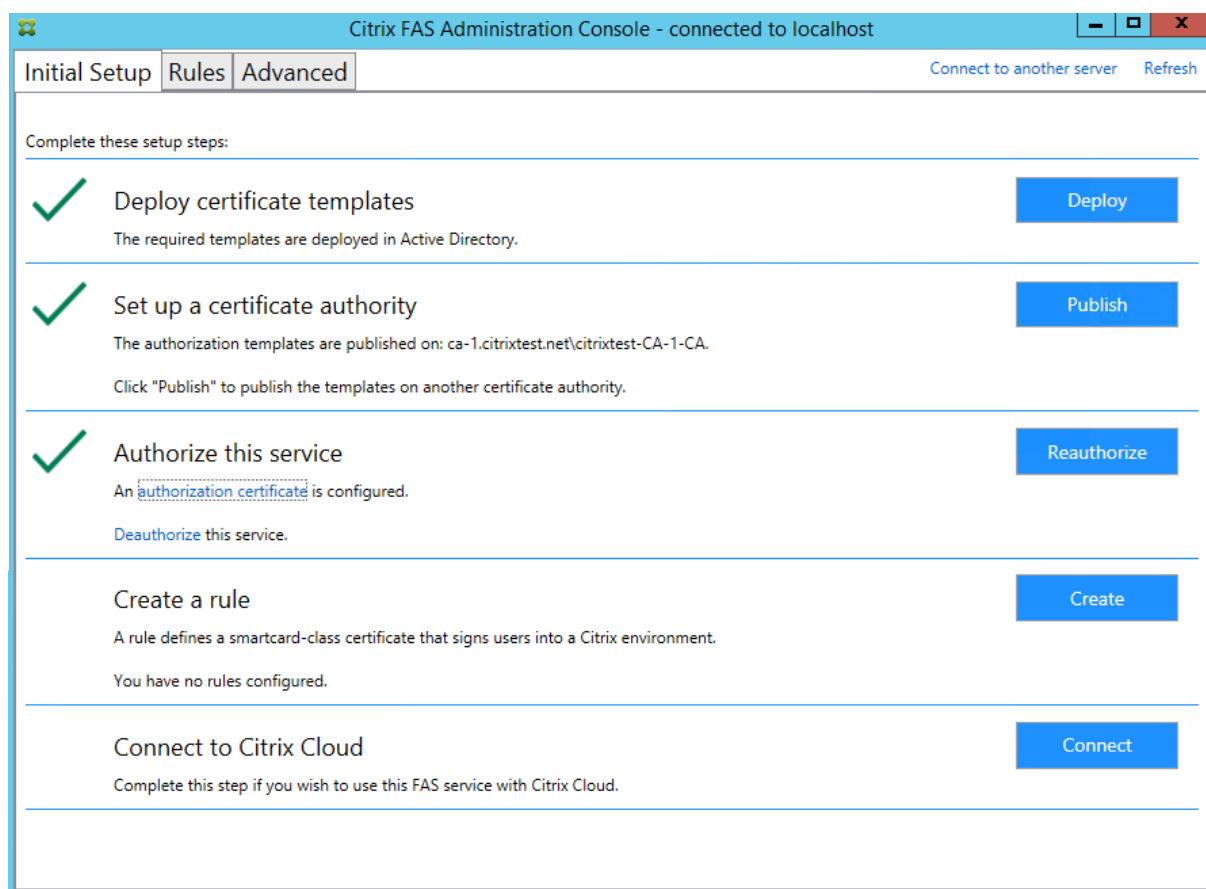 Citrix FAS Administration Console - connected to localhost
Initial Setup Rules Advanced Connect to another server Refresh
Complete these setup steps:
Deploy certificate templates
Deploy
The required templates are deployed in Active Directory.
Set up a certificate authority
Publish
The authorization templates are published on: ca-1.citrixtest.net\citrixtest-CA-1-CA.
Click "Publish" to publish the templates on another certificate authority.
Authorize this service
Reauthorize
An authorization certificate is configured.
Deauthorize this service.
Create a rule
Create
A rule defines a smartcard-class certificate that signs users into a Citrix environment.
You have no rules configured.
Connect to Citrix Cloud
Connect
Complete this step if you wish to use this FAS service with Citrix Cloud.